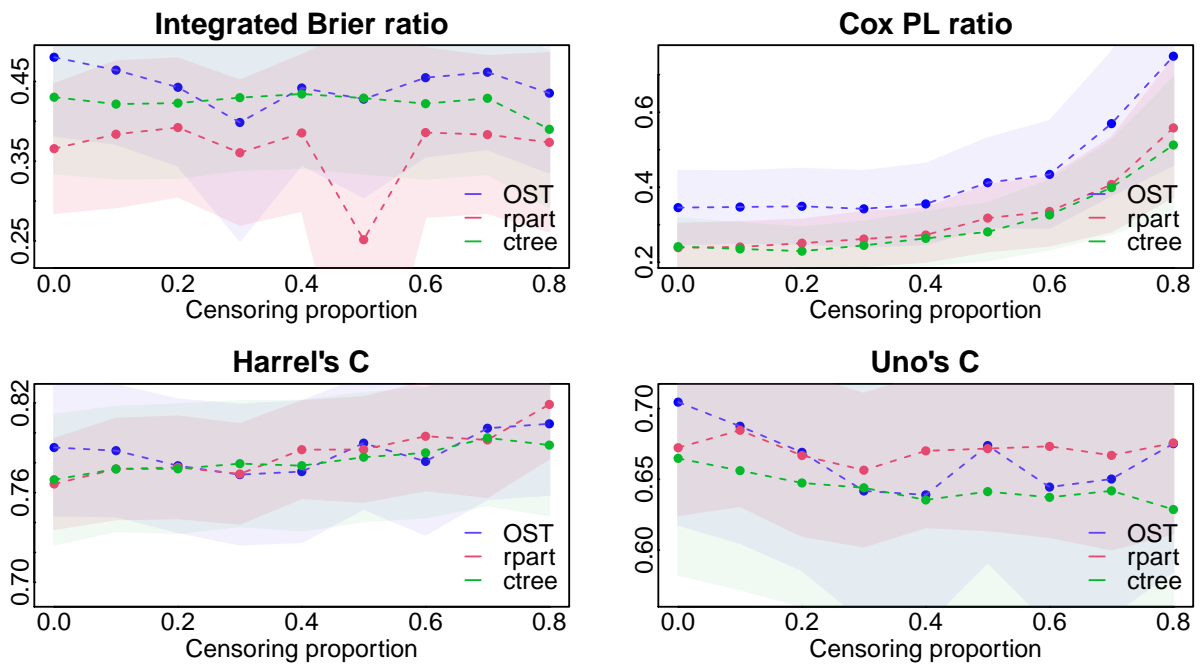 Integrated Brier ratio
0.45
0.35
0.25
OST
rpart
ctree
0.0 0.2 0.4 0.6 0.8
Censoring proportion
Cox PL ratio
0.6
0.4
0.2
OST
rpart
ctree
0.0 0.2 0.4 0.6 0.8
Censoring proportion
Harrel's C
0.82
0.76
0.70
OST
rpart
ctree
0.0 0.2 0.4 0.6 0.8
Censoring proportion
Uno's C
0.70
0.65
0.60
OST
rpart
ctree
0.0 0.2 0.4 0.6 0.8
Censoring proportion